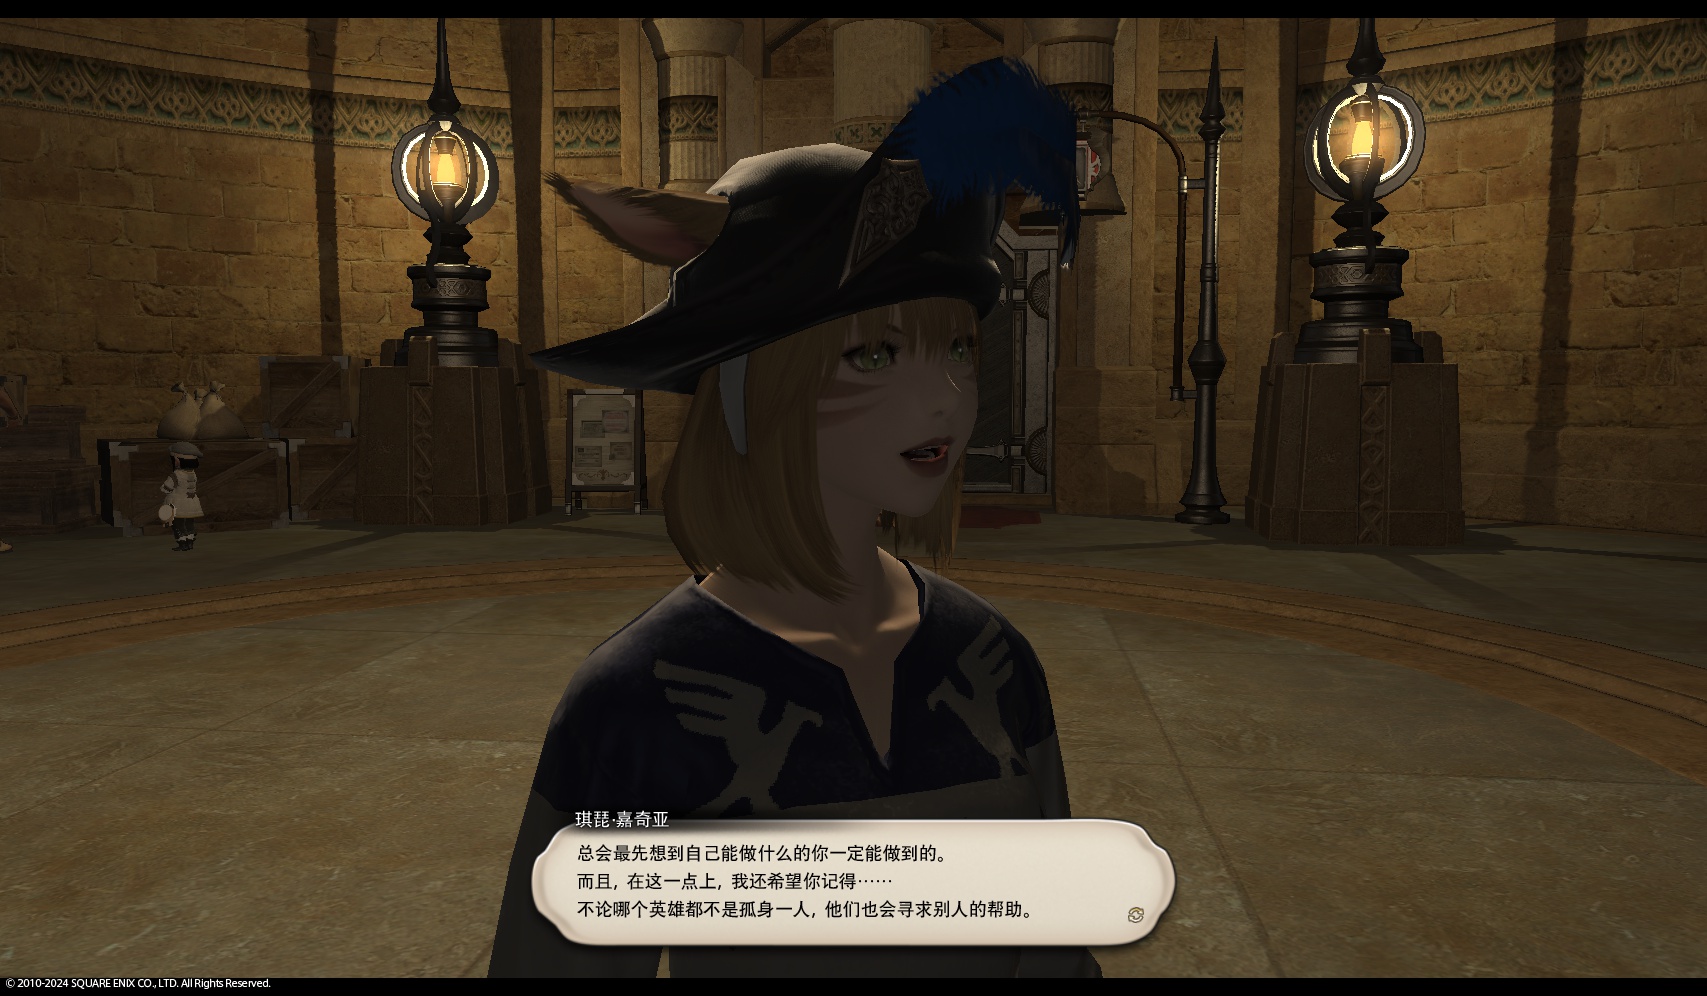 琪琵·嘉奇亚
总会最先想到自己能做什么的你一定能做到的。
而且，在这一点上，我还希望你记得……
不论哪个英雄都不是孤身一人，他们也会寻求别人的帮助。
© 2010-2024 SQUARE ENIX CO., LTD. All Rights Reserved.